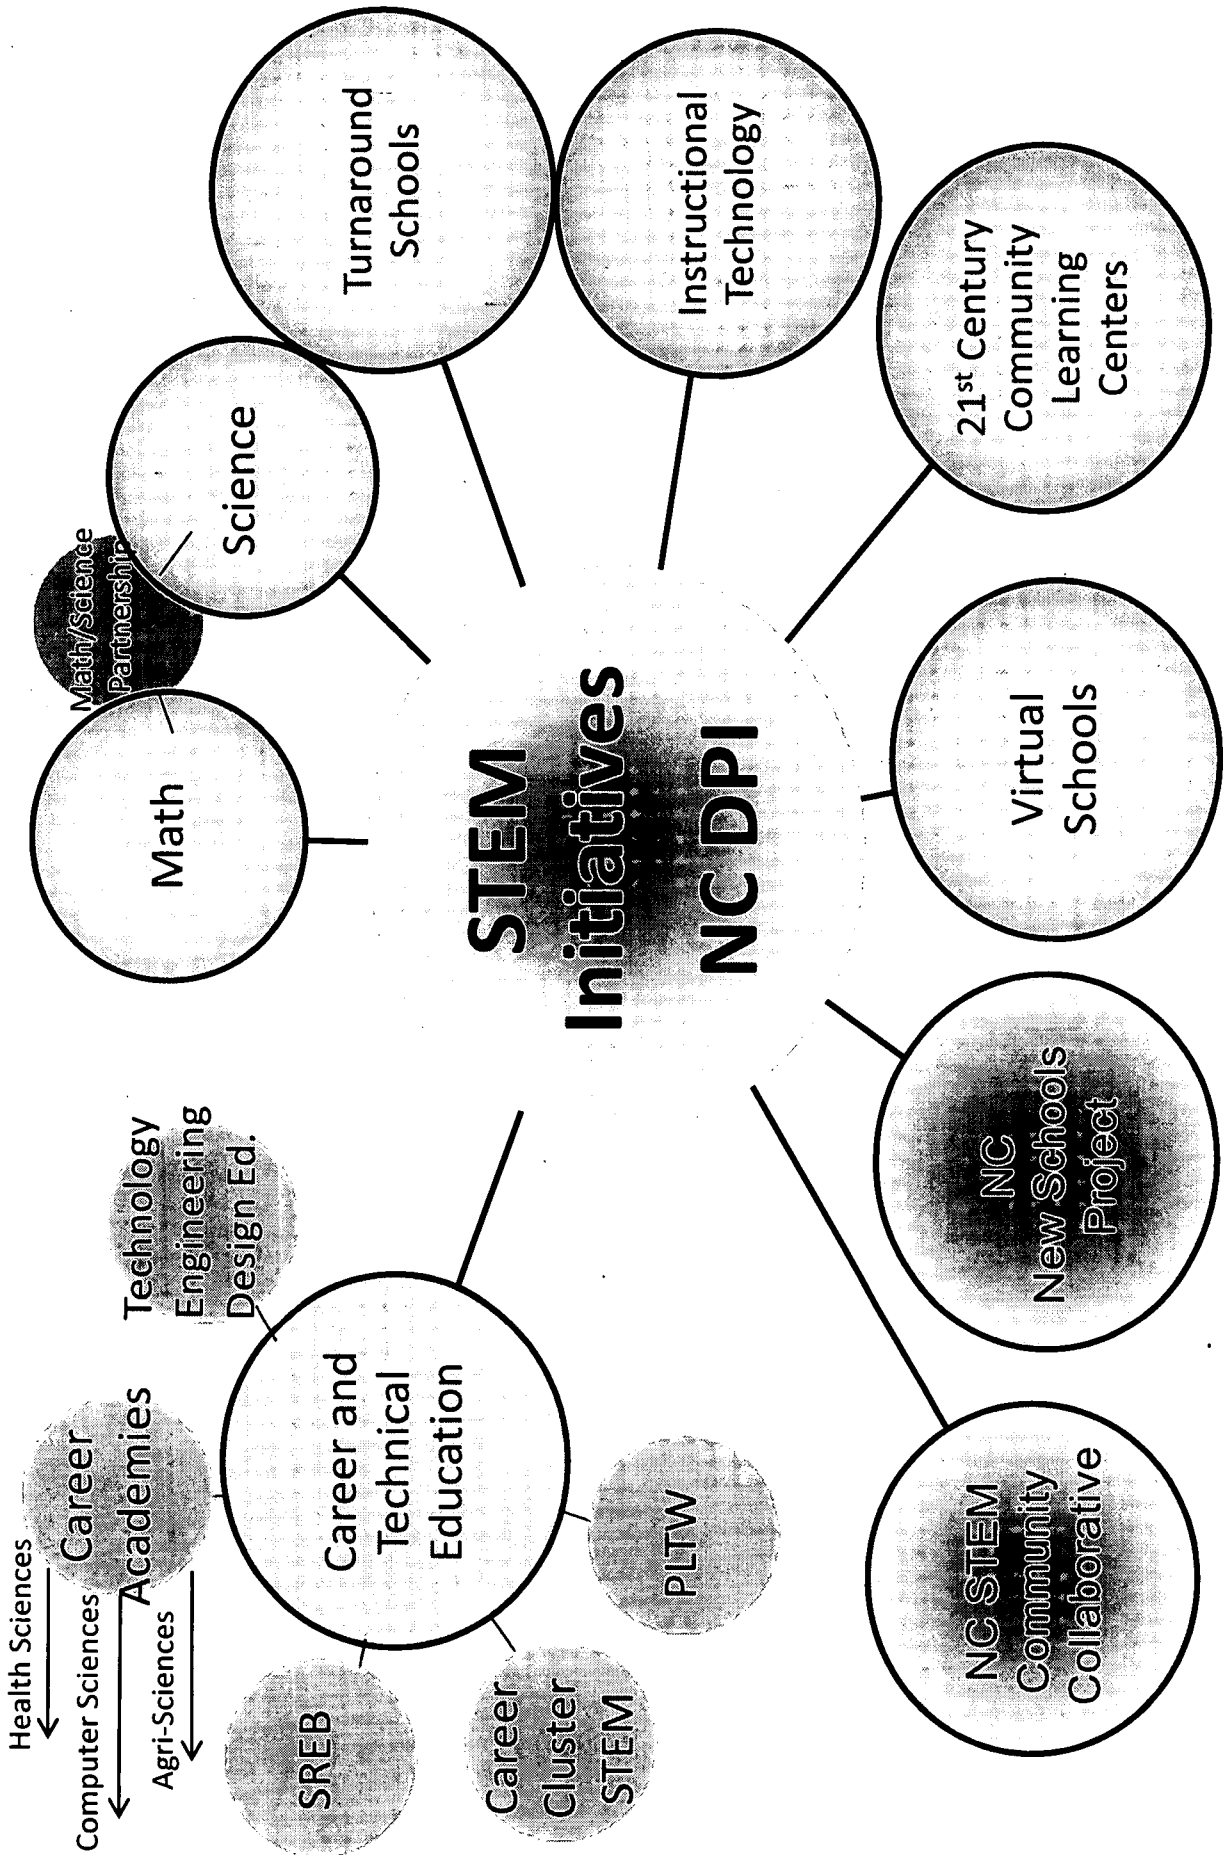 Health Sciences
Computer Sciences
Agri-Sciences
Career
Academies
Technology
Engineering
Design Ed.
SREB
Career and
Technical
Education
Career
Cluster
STEM
PLTW
Math
Math/Science
Partnership
Science
Turnaround
Schools
Instructional
Technology
21st Century
Community
Learning
Centers
Virtual
Schools
NC
New Schools
Project
NC STEM
Community
Collaborative
STEM
Initiatives
NC DPI